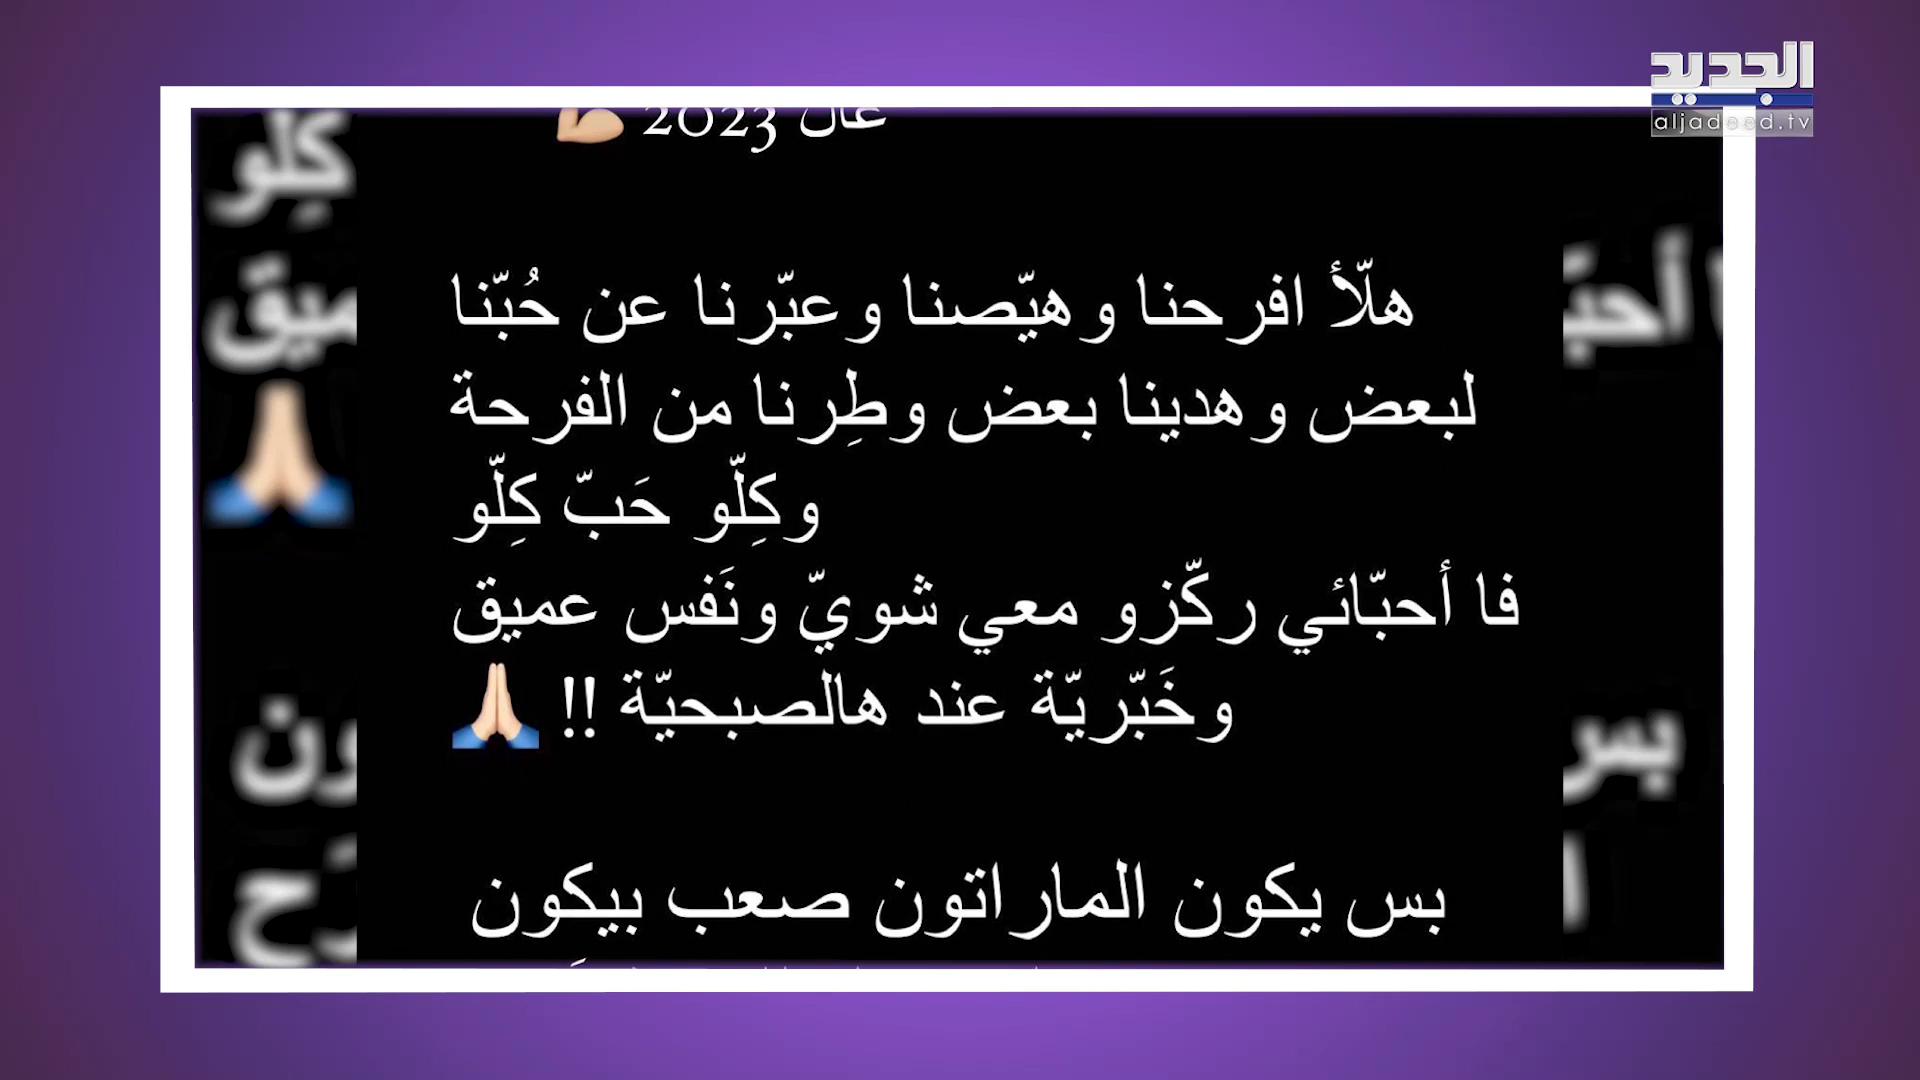 الجديد
aljadeed.tv
عال 2023 💪🏼
هلّأ افرحنا وهيّصنا وعبّرنا عن حُبّنا
لبعض وهدينا بعض وطِرنا من الفرحة
وكِلّو حَبّ كِلّو
فا أحبّائي ركّزو معي شويّ ونَفس عميق
وخَبّريّة عند هالصبحيّة !! 🙏🏻
بس يكون الماراتون صعب بيكون